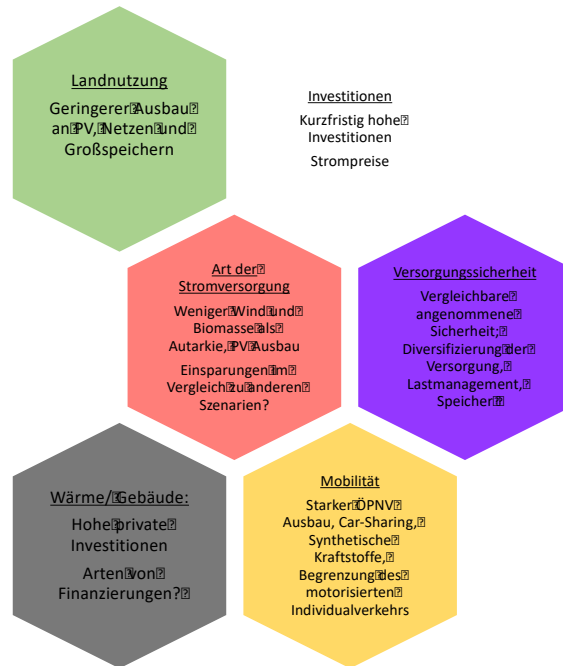 Landnutzung
Geringerer Ausbau
an PV, Netzen und
Großspeichern
Investitionen
Kurzfristig hohe
Investitionen
Strompreise
Art der
Stromversorgung
Weniger Wind und
Biomasse als
Autarkie, PV Ausbau
Einsparungen im
Vergleich zu anderen
Szenarien?
Versorgungssicherheit
Vergleichbare
angenommene
Sicherheit;
Diversifizierung der
Versorgung,
Lastmanagement,
Speicher
Wärme/ Gebäude:
Hohe private
Investitionen
Arten von
Finanzierungen?
Mobilität
Starker ÖPNV
Ausbau, Car-Sharing,
Synthetische
Kraftstoffe,
Begrenzung des
motorisierten
Individualverkehrs